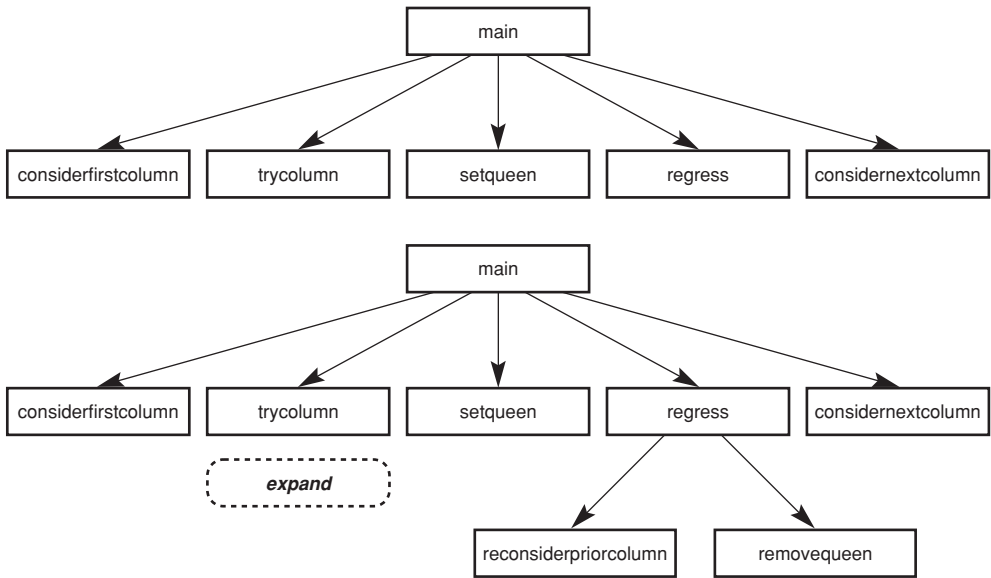 main
considerfirstcolumn
trycolumn
setqueen
regress
considernextcolumn
main
considerfirstcolumn
trycolumn
setqueen
regress
considernextcolumn
expand
reconsiderpriorcolumn
removequeen